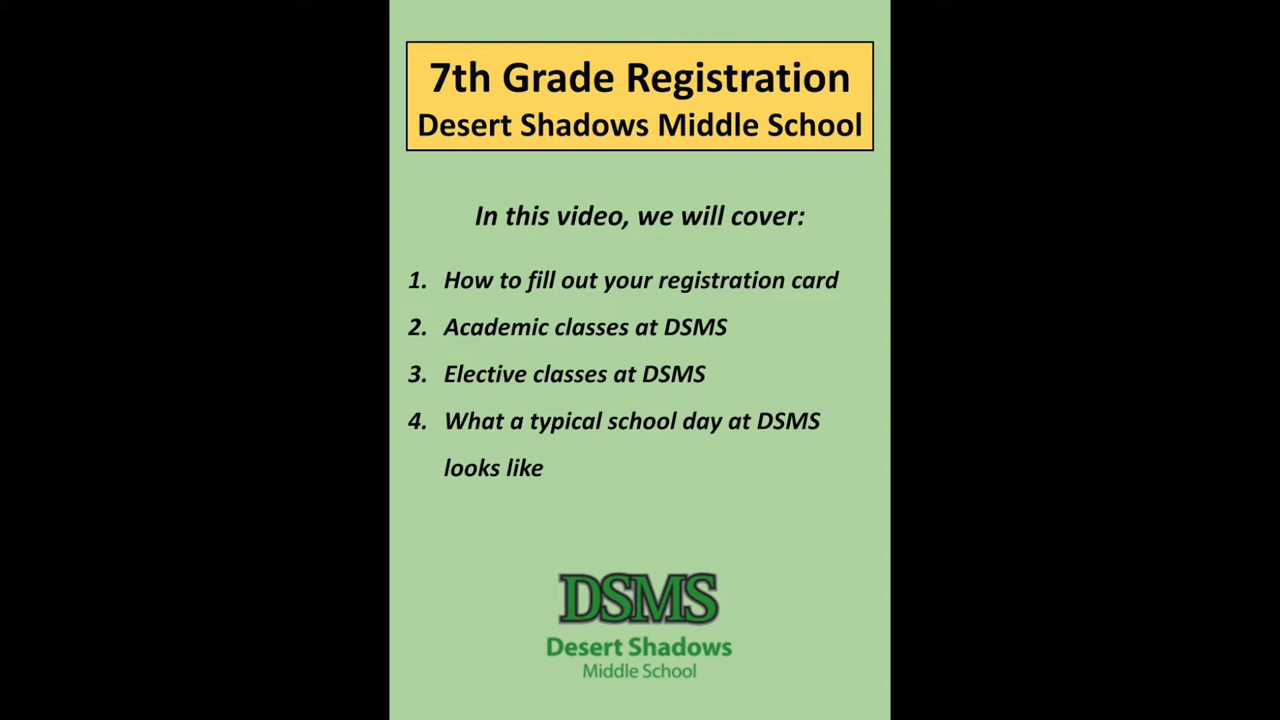 7th Grade Registration
Desert Shadows Middle School
In this video, we will cover:
1. How to fill out your registration card
2. Academic classes at DSMS
3. Elective classes at DSMS
4. What a typical school day at DSMS
looks like
DSMS
Desert Shadows
Middle School